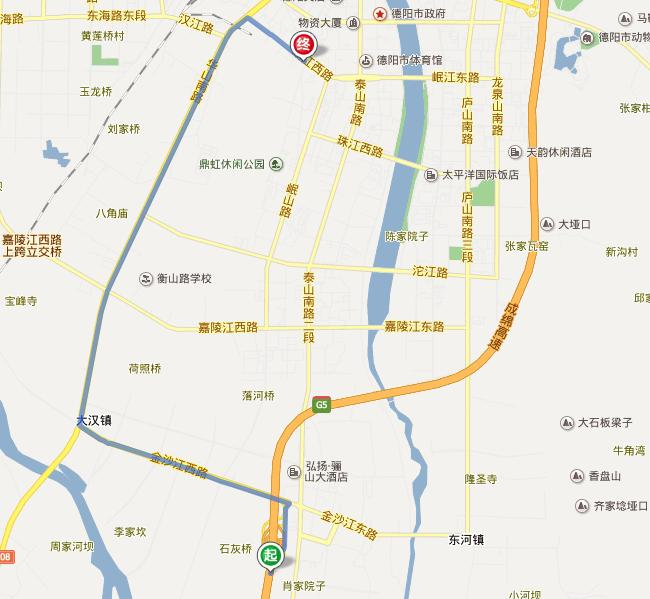 德阳市政府
物资大厦
东海路东段
汉江路
黄莲桥村
终
江西路
德阳市体育馆
岷江东路
德阳市动物
华山南路
泰山南路
龙泉山南路
庐山南路
玉龙桥
张家柱
刘家桥
珠江西路
天韵休闲酒店
鼎虹休闲公园
太平洋国际饭店
岷山路
庐山南路三段
八角庙
大垭口
陈家院子
嘉陵江西路
上跨立交桥
张家瓦窑
新沟村
衡山路学校
沱江路
泰山南路二段
宝峰寺
邱家
成绵高速
嘉陵江西路
嘉陵江东路
荷照桥
落河桥
G5
大汉镇
大石板梁子
牛角湾
金沙江西路
弘扬·骊
山大酒店
隆圣寺
香盘山
齐家埝垭口
金沙江东路
李家坎
东河镇
周家河坝
石灰桥
08
起
肖家院子
小河坝